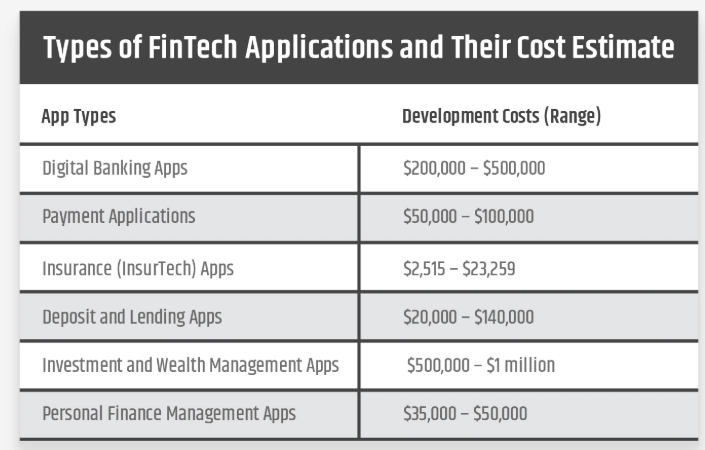 Types of FinTech Applications and Their Cost Estimate
App Types Development Costs (Range)
Digital Banking Apps $200,000 – $500,000
Payment Applications $50,000 – $100,000
Insurance (InsurTech) Apps $2,515 – $23,259
Deposit and Lending Apps $20,000 – $140,000
Investment and Wealth Management Apps $500,000 – $1 million
Personal Finance Management Apps $35,000 – $50,000